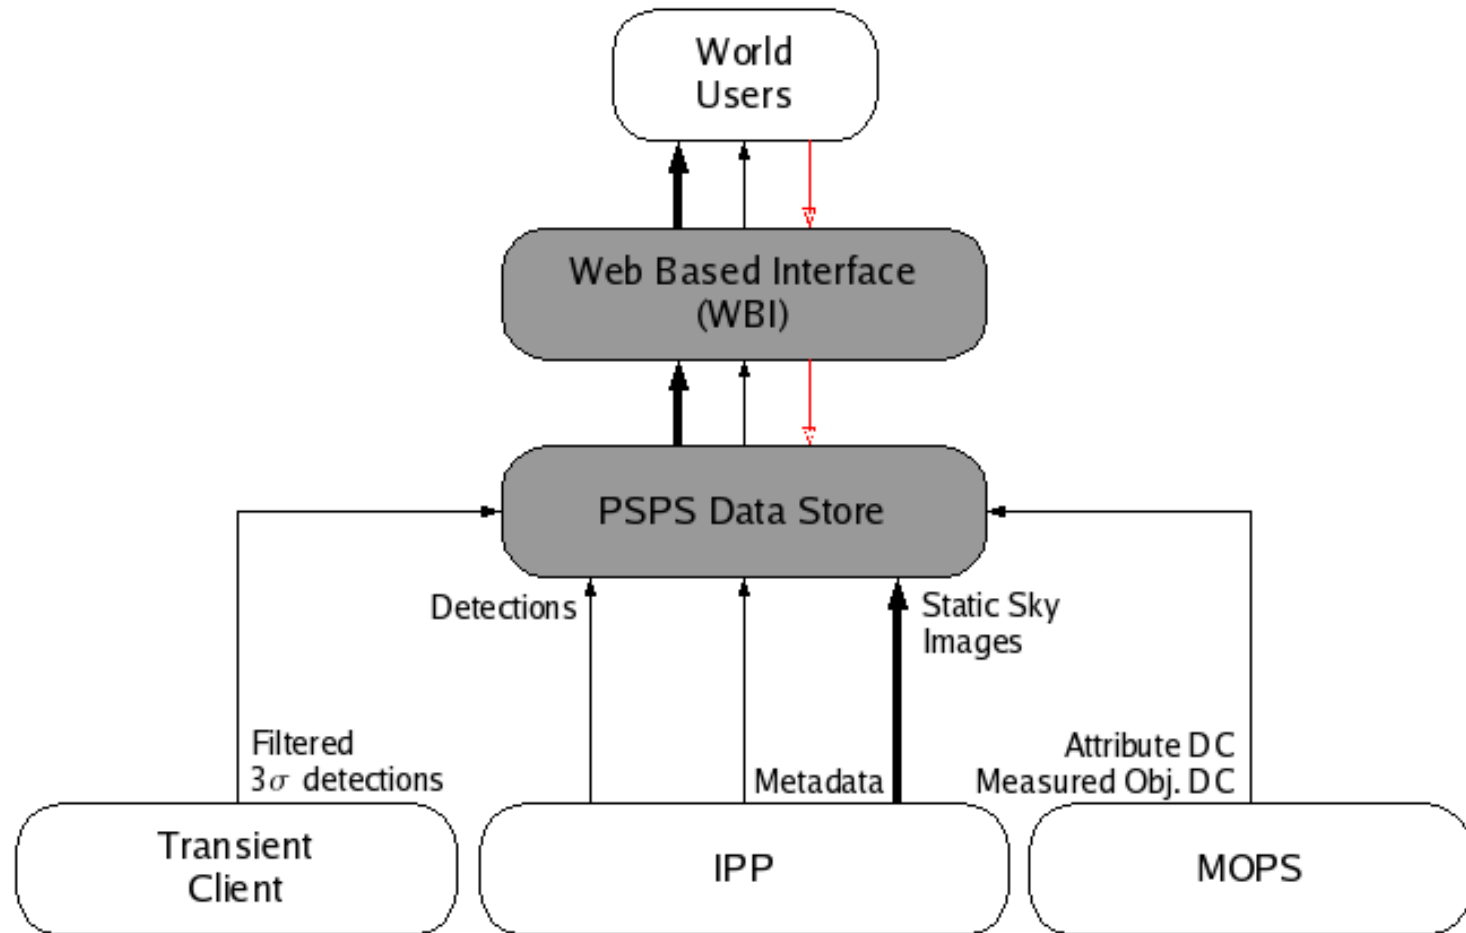 World
Users
Web Based Interface
(WBI)
PSPS Data Store
Detections
Static Sky
Images
Filtered
3σ detections
Metadata
Attribute DC
Measured Obj. DC
Transient
Client
IPP
MOPS